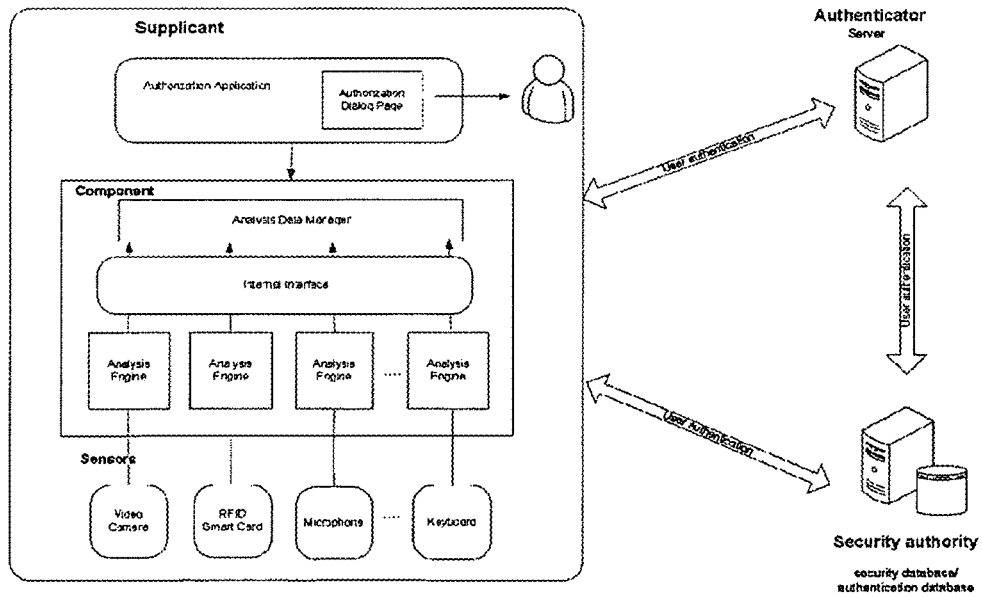 Supplicant
Authorization Application
Authorization
Dialog Page
Authenticator
Server
User authentication
Component
Analysis Data Manager
Internal Interface
Analysis
Engine
Analysis
Engine
Analysis
Engine
....
Analysis
Engine
User authentication
User Authentication
Sensors
Video
Camera
RFID
Smart Card
Microphone
....
Keyboard
Security authority
security database/
authentication database